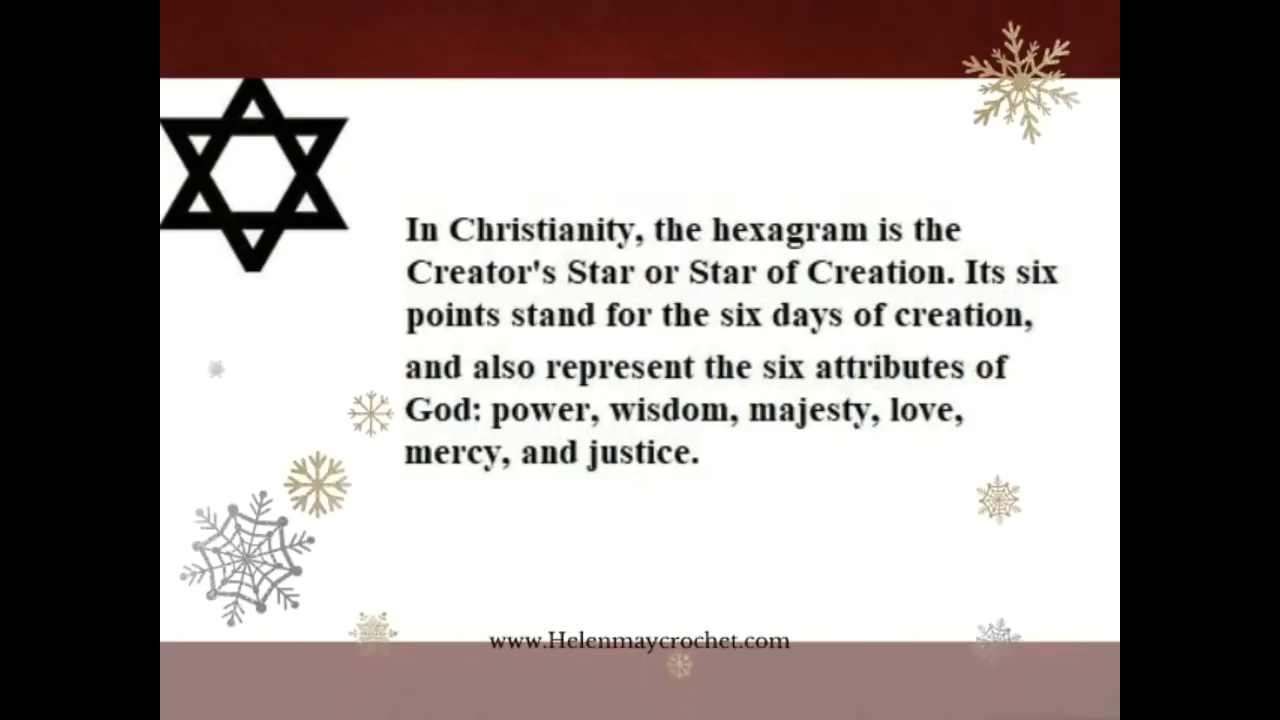 In Christianity, the hexagram is the
Creator's Star or Star of Creation. Its six
points stand for the six days of creation,
and also represent the six attributes of
God: power, wisdom, majesty, love,
mercy, and justice.
www.Helenmaycrochet.com